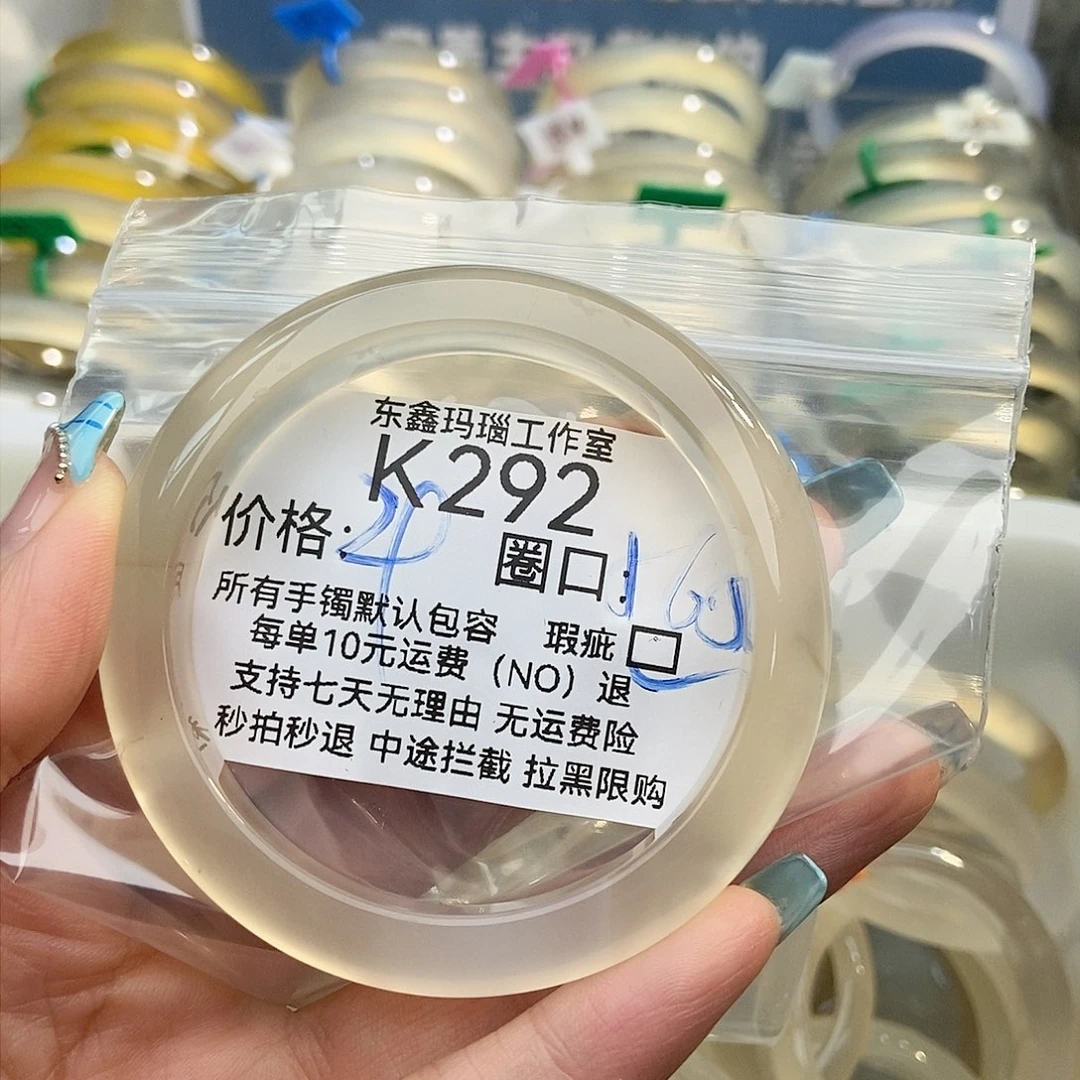 东鑫玛瑙工作室
K292
价格:
圈口:
所有手镯默认包容 瑕疵
每单10元运费（NO）退
支持七天无理由 无运费险
秒拍秒退 中途拦截 拉黑限购